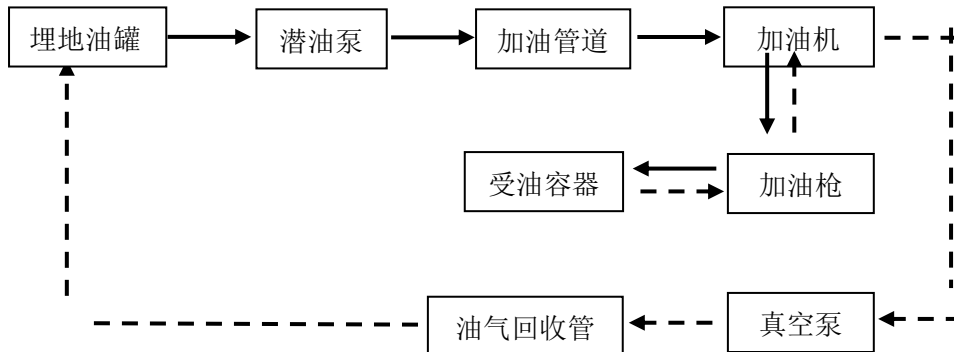 埋地油罐
潜油泵
加油管道
加油机
受油容器
加油枪
油气回收管
真空泵